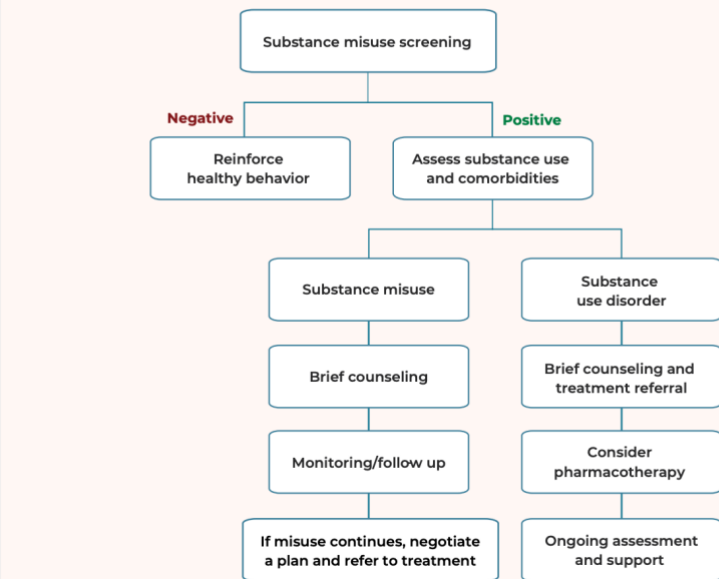 Substance misuse screening
Negative
Positive
Reinforce
healthy behavior
Assess substance use
and comorbidities
Substance misuse
Substance
use disorder
Brief counseling
Brief counseling and
treatment referral
Monitoring/follow up
Consider
pharmacotherapy
If misuse continues, negotiate
a plan and refer to treatment
Ongoing assessment
and support